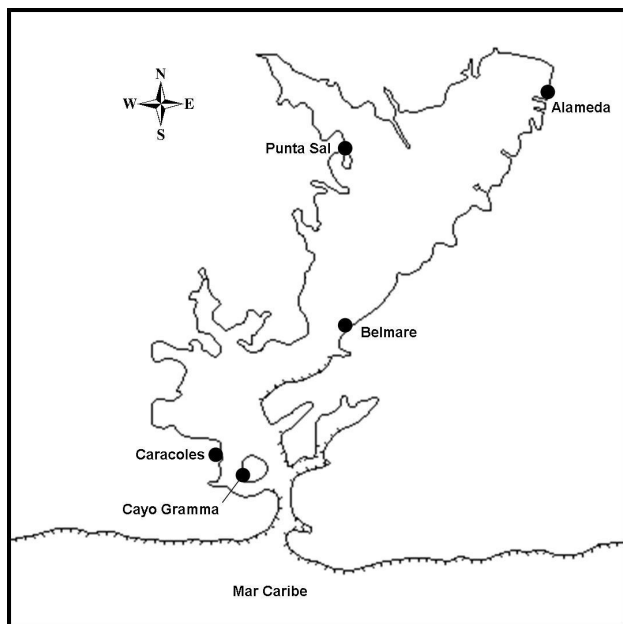 N
W E
S
Alameda
Punta Sal
Belmare
Caracoles
Cayo Gramma
Mar Caribe